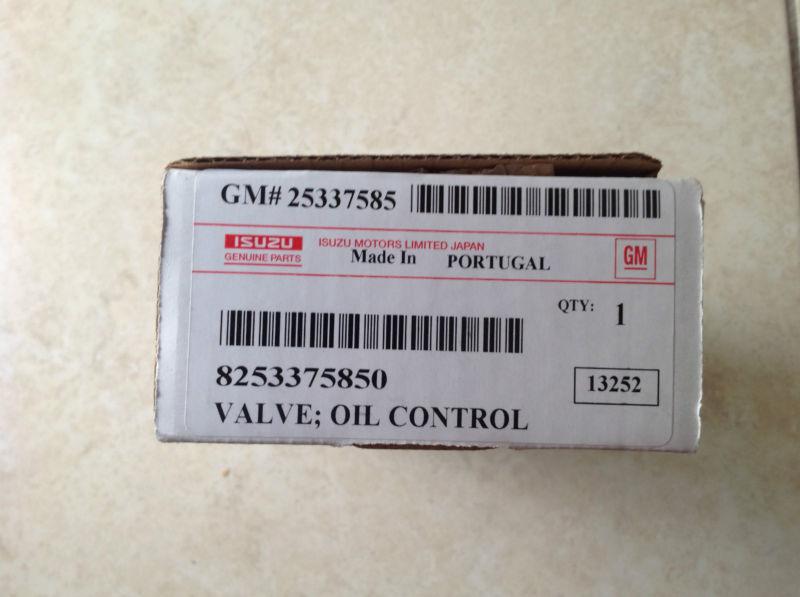 GM# 25337585
ISUZU
GENUINE PARTS
ISUZU MOTORS LIMITED JAPAN
Made In PORTUGAL
GM
QTY: 1
8253375850
13252
VALVE; OIL CONTROL